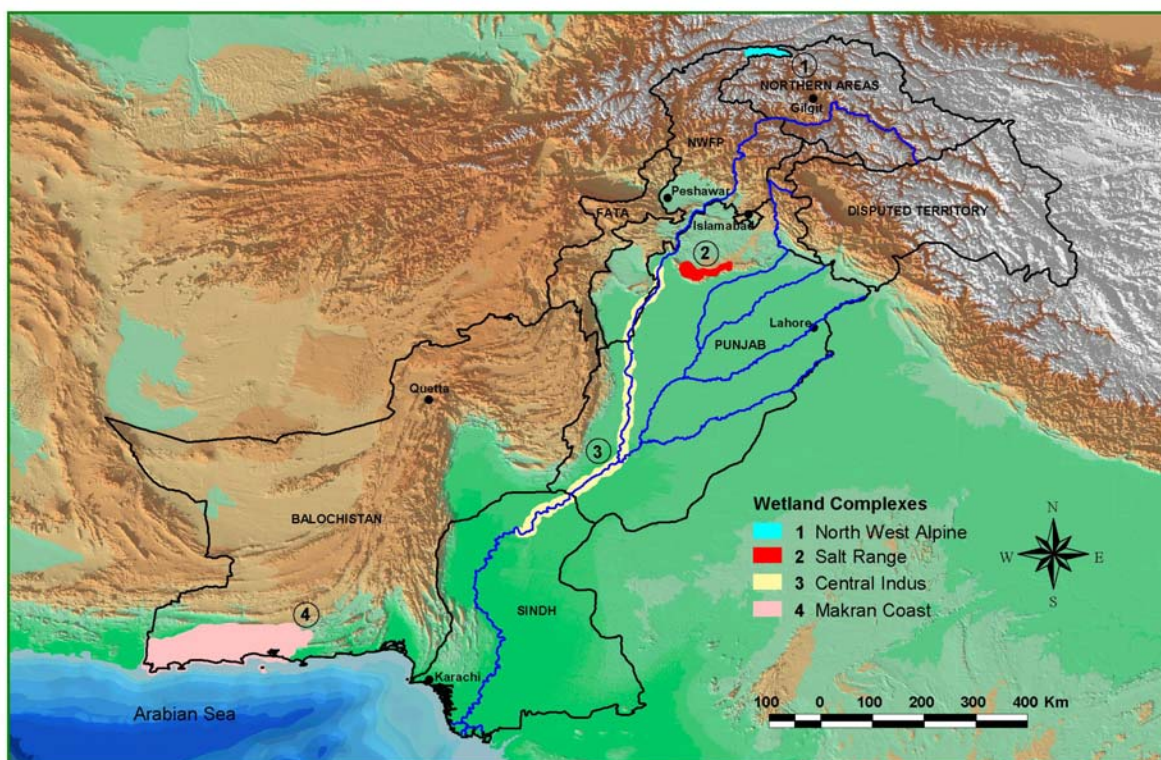 1
NORTHERN AREAS
Gilgit
NWFP
Peshawar
FATA
Islamabad
DISPUTED TERRITORY
2
Lahore
PUNJAB
Quetta
3
BALOCHISTAN
Wetland Complexes
1 North West Alpine
2 Salt Range
3 Central Indus
4 Makran Coast
N
W E
S
4
SINDH
Karachi
Arabian Sea
100 0 100 200 300 400 Km